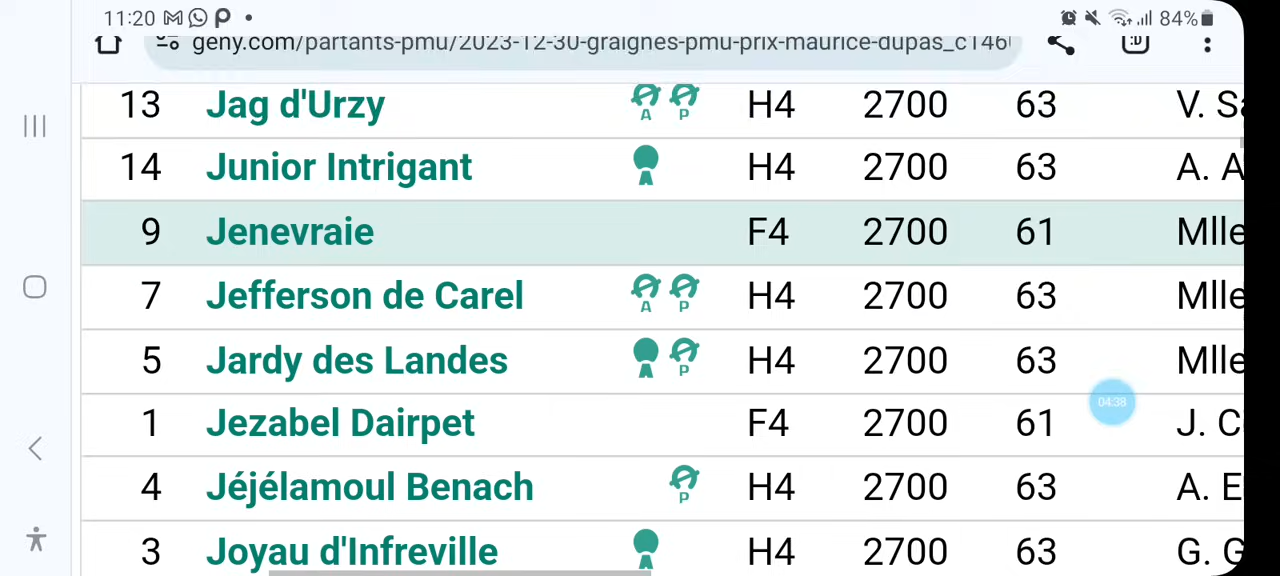 11:20 84%
geny.com/partants-pmu/2023-12-30-graignes-pmu-prix-maurice-dupas_c146
13 Jag d'Urzy A P H4 2700 63 V. Sa
14 Junior Intrigant H4 2700 63 A. A
9 Jenevraie F4 2700 61 Mlle
7 Jefferson de Carel A P H4 2700 63 Mlle
5 Jardy des Landes P H4 2700 63 Mlle
04:38
1 Jezabel Dairpet F4 2700 61 J. C
4 Jéjélamoul Benach P H4 2700 63 A. E
3 Joyau d'Infreville H4 2700 63 G. G